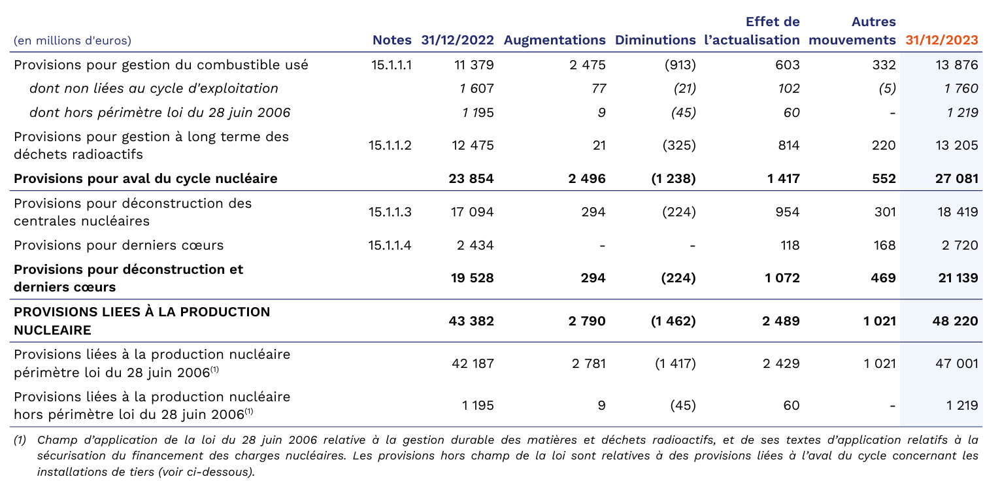 Effet de Autres
(en millions d'euros) Notes 31/12/2022 Augmentations Diminutions l’actualisation mouvements 31/12/2023
Provisions pour gestion du combustible usé 15.1.1.1 11 379 2 475 (913) 603 332 13 876
dont non liées au cycle d'exploitation 1 607 77 (21) 102 (5) 1 760
dont hors périmètre loi du 28 juin 2006 1 195 9 (45) 60 - 1 219
Provisions pour gestion à long terme des
déchets radioactifs 15.1.1.2 12 475 21 (325) 814 220 13 205
Provisions pour aval du cycle nucléaire 23 854 2 496 (1 238) 1 417 552 27 081
Provisions pour déconstruction des
centrales nucléaires 15.1.1.3 17 094 294 (224) 954 301 18 419
Provisions pour derniers cœurs 15.1.1.4 2 434 - - 118 168 2 720
Provisions pour déconstruction et
derniers cœurs 19 528 294 (224) 1 072 469 21 139
PROVISIONS LIEES À LA PRODUCTION
NUCLEAIRE 43 382 2 790 (1 462) 2 489 1 021 48 220
Provisions liées à la production nucléaire
périmètre loi du 28 juin 2006(1) 42 187 2 781 (1 417) 2 429 1 021 47 001
Provisions liées à la production nucléaire
hors périmètre loi du 28 juin 2006(1) 1 195 9 (45) 60 - 1 219
(1) Champ d’application de la loi du 28 juin 2006 relative à la gestion durable des matières et déchets radioactifs, et de ses textes d’application relatifs à la
sécurisation du financement des charges nucléaires. Les provisions hors champ de la loi sont relatives à des provisions liées à l’aval du cycle concernant les
installations de tiers (voir ci-dessous).